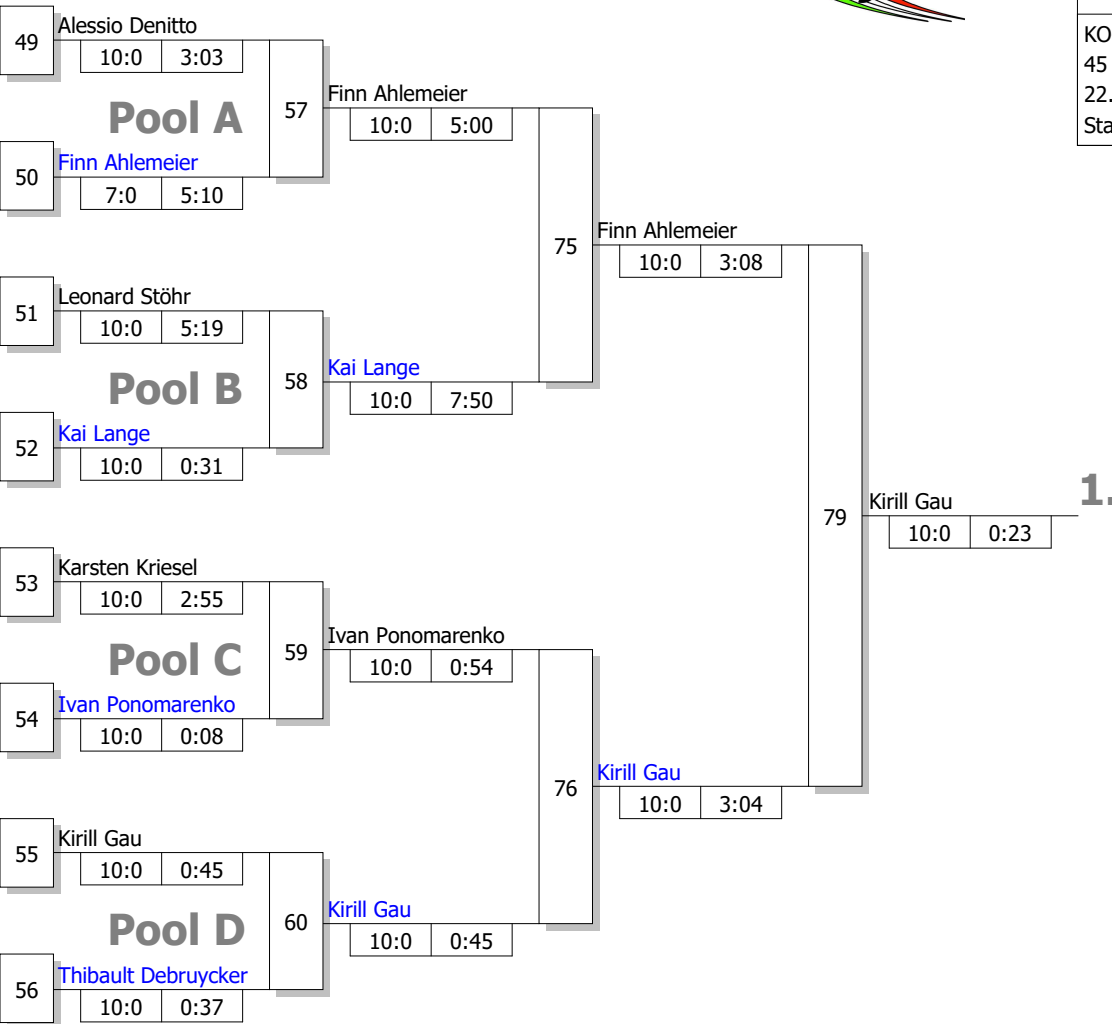 KO
45
22.
Sta
49
Alessio Denitto
10:0 3:03
Pool A
57
Finn Ahlemeier
10:0 5:00
50
Finn Ahlemeier
7:0 5:10
75
Finn Ahlemeier
10:0 3:08
51
Leonard Stöhr
10:0 5:19
Pool B
58
Kai Lange
10:0 7:50
52
Kai Lange
10:0 0:31
79
Kirill Gau
10:0 0:23
1.
53
Karsten Kriesel
10:0 2:55
Pool C
59
Ivan Ponomarenko
10:0 0:54
54
Ivan Ponomarenko
10:0 0:08
76
Kirill Gau
10:0 3:04
55
Kirill Gau
10:0 0:45
Pool D
60
Kirill Gau
10:0 0:45
56
Thibault Debruycker
10:0 0:37